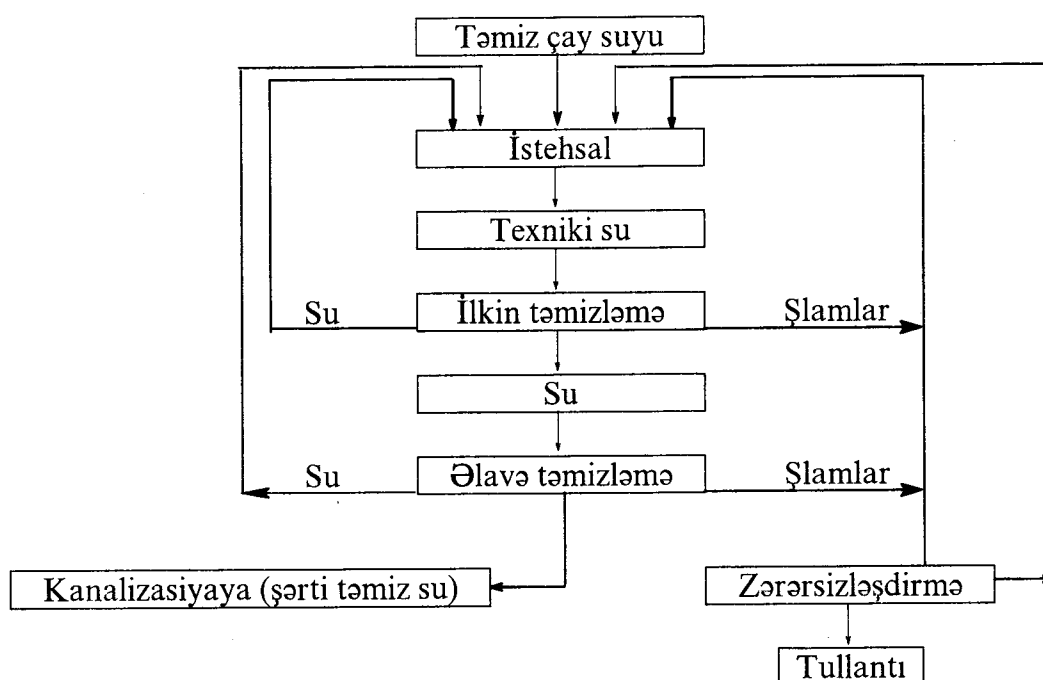 Təmiz çay suyu
İstehsal
Texniki su
Su
İlkin təmizləmə
Şlamlar
Su
Su
Əlavə təmizləmə
Şlamlar
Kanalizasiyaya (şərti təmiz su)
Zərərsizləşdirmə
Tullantı